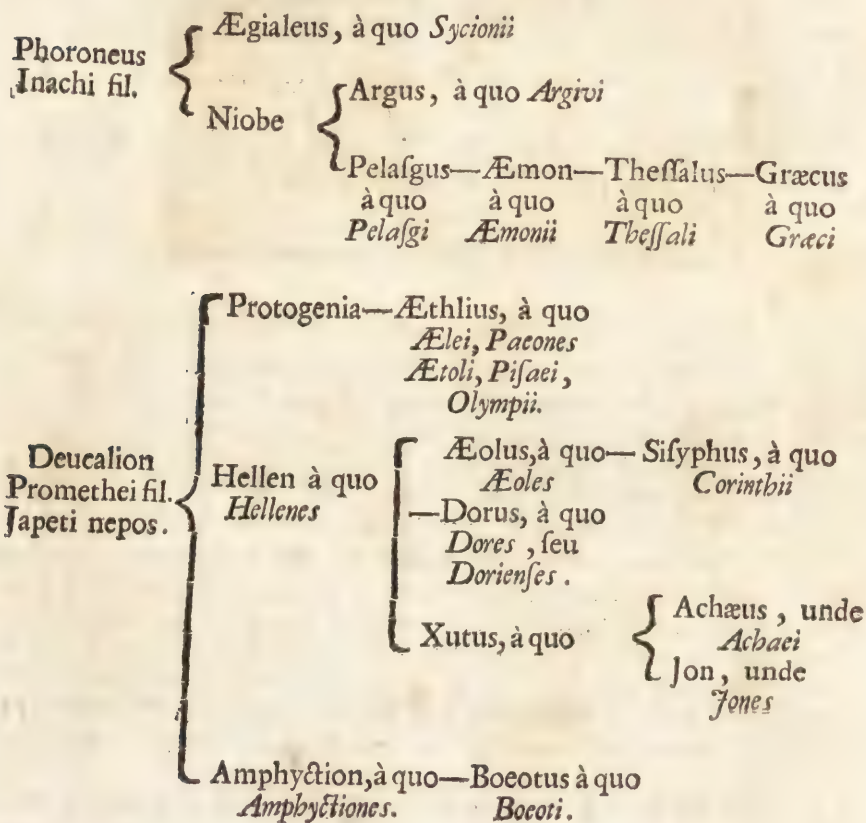 Phoroneus
Inachi fil.
Ægialeus, à quo Sycionii
Niobe
Argus, à quo Argivi
Pelaſgus—Æmon—Theſſalus—Græcus
à quo à quo à quo à quo
Pelaſgi Æmonii Theſſali Græci
Deucalion
Promethei fil.
Japeti nepos.
Protogenia—Æthlius, à quo
Ælei, Paeones
Ætoli, Piſaei,
Olympii.
Hellen à quo
Hellenes
Æolus, à quo—Siſyphus, à quo
Æoles Corinthii
—Dorus, à quo
Dores, ſeu
Dorienſes.
Xutus, à quo
Achæus, unde
Achaei
Jon, unde
Jones
Amphyction, à quo—Boeotus à quo
Amphyctiones. Boeoti.